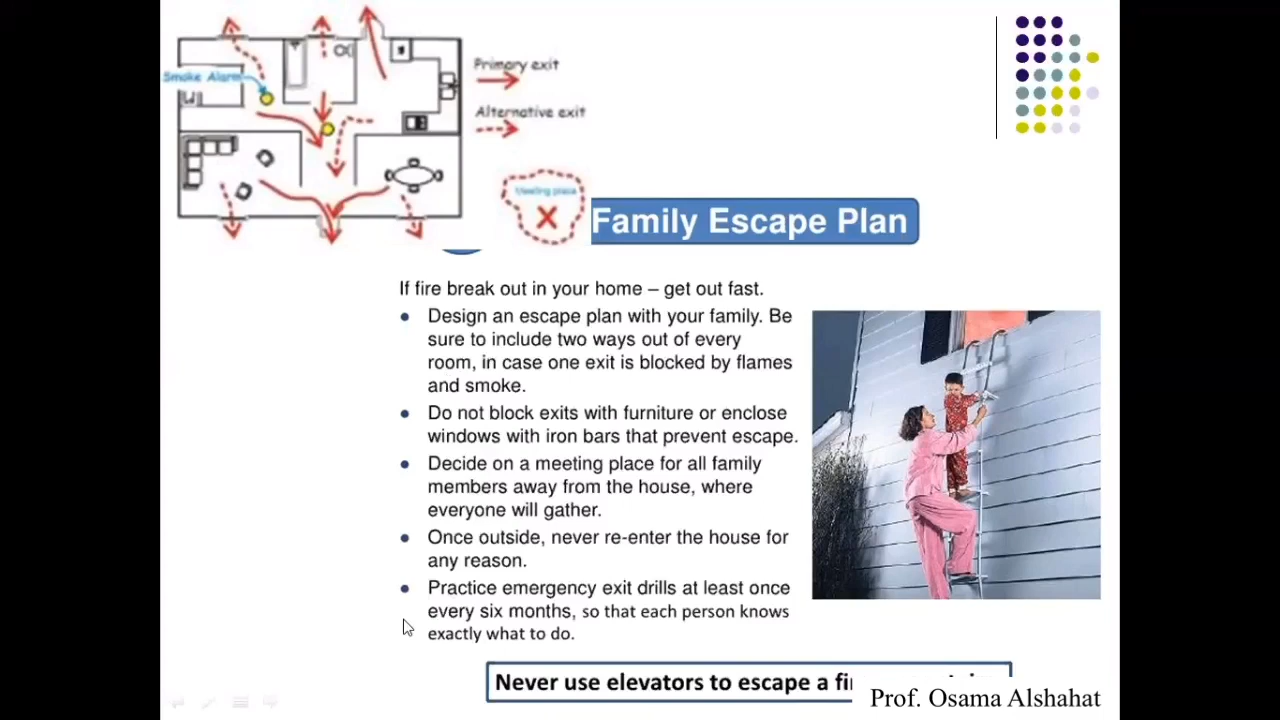 Smoke Alarm
Primary exit
Alternative exit
Meeting place
X
Family Escape Plan
If fire break out in your home – get out fast.
Design an escape plan with your family. Be
sure to include two ways out of every
room, in case one exit is blocked by flames
and smoke.
Do not block exits with furniture or enclose
windows with iron bars that prevent escape.
Decide on a meeting place for all family
members away from the house, where
everyone will gather.
Once outside, never re-enter the house for
any reason.
Practice emergency exit drills at least once
every six months, so that each person knows
exactly what to do.
Never use elevators to escape a
Prof. Osama Alshahat